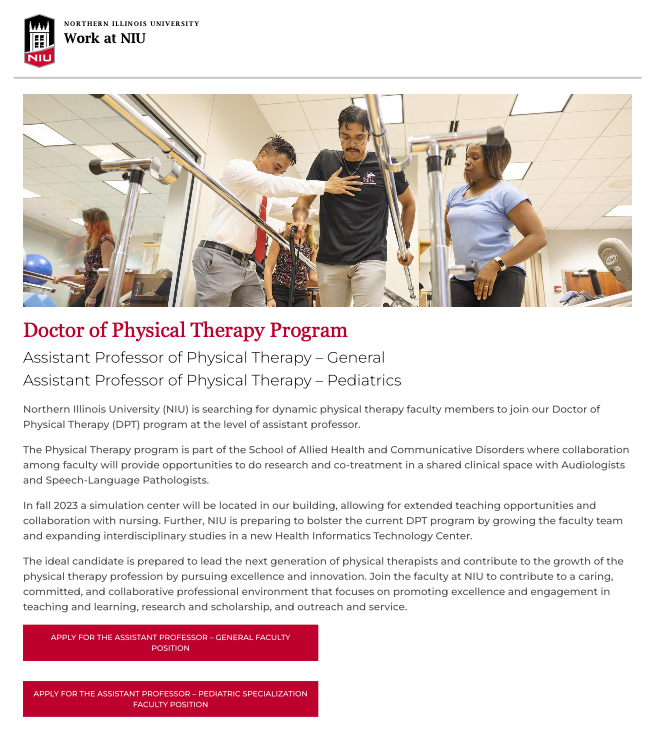 NORTHERN ILLINOIS UNIVERSITY
Work at NIU
NIU
Doctor of Physical Therapy Program
Assistant Professor of Physical Therapy – General
Assistant Professor of Physical Therapy – Pediatrics
Northern Illinois University (NIU) is searching for dynamic physical therapy faculty members to join our Doctor of
Physical Therapy (DPT) program at the level of assistant professor.
The Physical Therapy program is part of the School of Allied Health and Communicative Disorders where collaboration
among faculty will provide opportunities to do research and co-treatment in a shared clinical space with Audiologists
and Speech-Language Pathologists.
In fall 2023 a simulation center will be located in our building, allowing for extended teaching opportunities and
collaboration with nursing. Further, NIU is preparing to bolster the current DPT program by growing the faculty team
and expanding interdisciplinary studies in a new Health Informatics Technology Center.
The ideal candidate is prepared to lead the next generation of physical therapists and contribute to the growth of the
physical therapy profession by pursuing excellence and innovation. Join the faculty at NIU to contribute to a caring,
committed, and collaborative professional environment that focuses on promoting excellence and engagement in
teaching and learning, research and scholarship, and outreach and service.
APPLY FOR THE ASSISTANT PROFESSOR – GENERAL FACULTY
POSITION
APPLY FOR THE ASSISTANT PROFESSOR – PEDIATRIC SPECIALIZATION
FACULTY POSITION